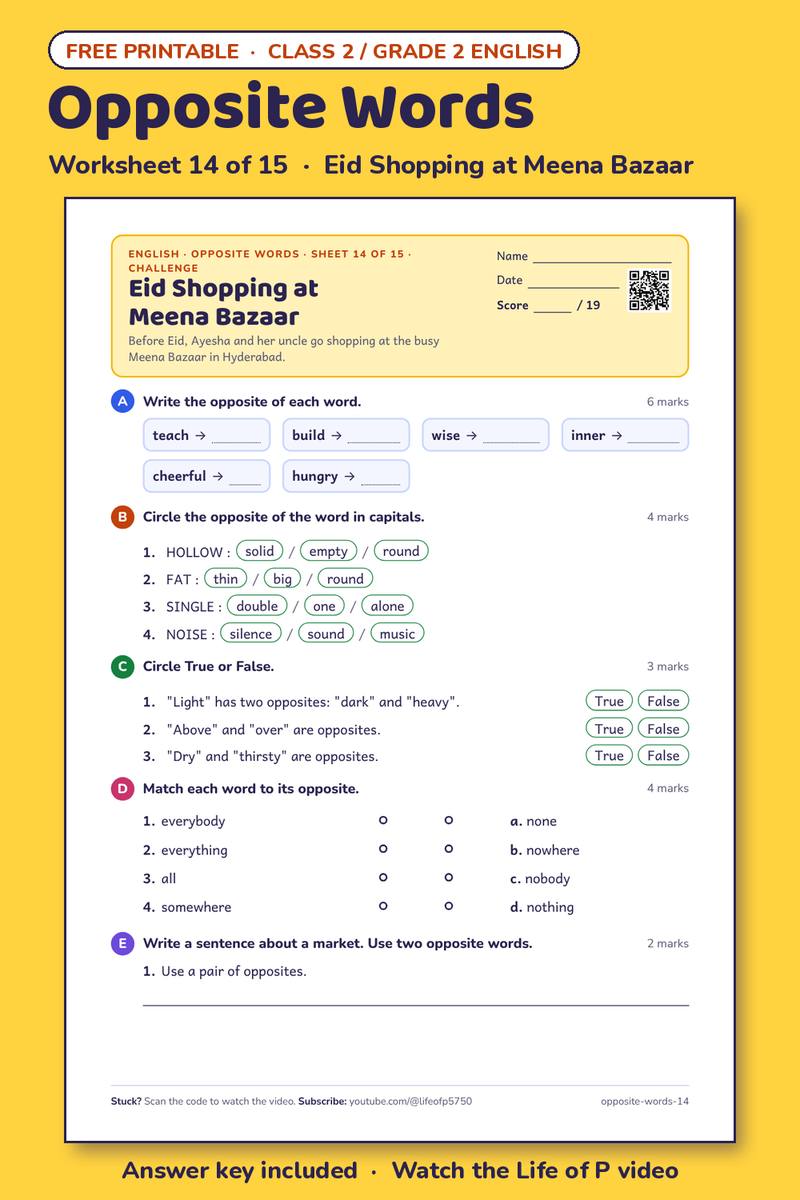 FREE PRINTABLE · CLASS 2 / GRADE 2 ENGLISH
Opposite Words
Worksheet 14 of 15 · Eid Shopping at Meena Bazaar
ENGLISH · OPPOSITE WORDS · SHEET 14 OF 15 ·
CHALLENGE
Eid Shopping at
Meena Bazaar
Before Eid, Ayesha and her uncle go shopping at the busy
Meena Bazaar in Hyderabad.
Name ____
Date ____
Score ____ / 19
A Write the opposite of each word. 6 marks
teach → ____ build → ____ wise → ____ inner → ____
cheerful → ____ hungry → ____
B Circle the opposite of the word in capitals. 4 marks
1. HOLLOW : solid / empty / round
2. FAT : thin / big / round
3. SINGLE : double / one / alone
4. NOISE : silence / sound / music
C Circle True or False. 3 marks
1. "Light" has two opposites: "dark" and "heavy". True False
2. "Above" and "over" are opposites. True False
3. "Dry" and "thirsty" are opposites. True False
D Match each word to its opposite. 4 marks
1. everybody a. none
2. everything b. nowhere
3. all c. nobody
4. somewhere d. nothing
E Write a sentence about a market. Use two opposite words. 2 marks
1. Use a pair of opposites.
Stuck? Scan the code to watch the video. Subscribe: youtube.com/@lifeofp5750 opposite-words-14
Answer key included · Watch the Life of P video